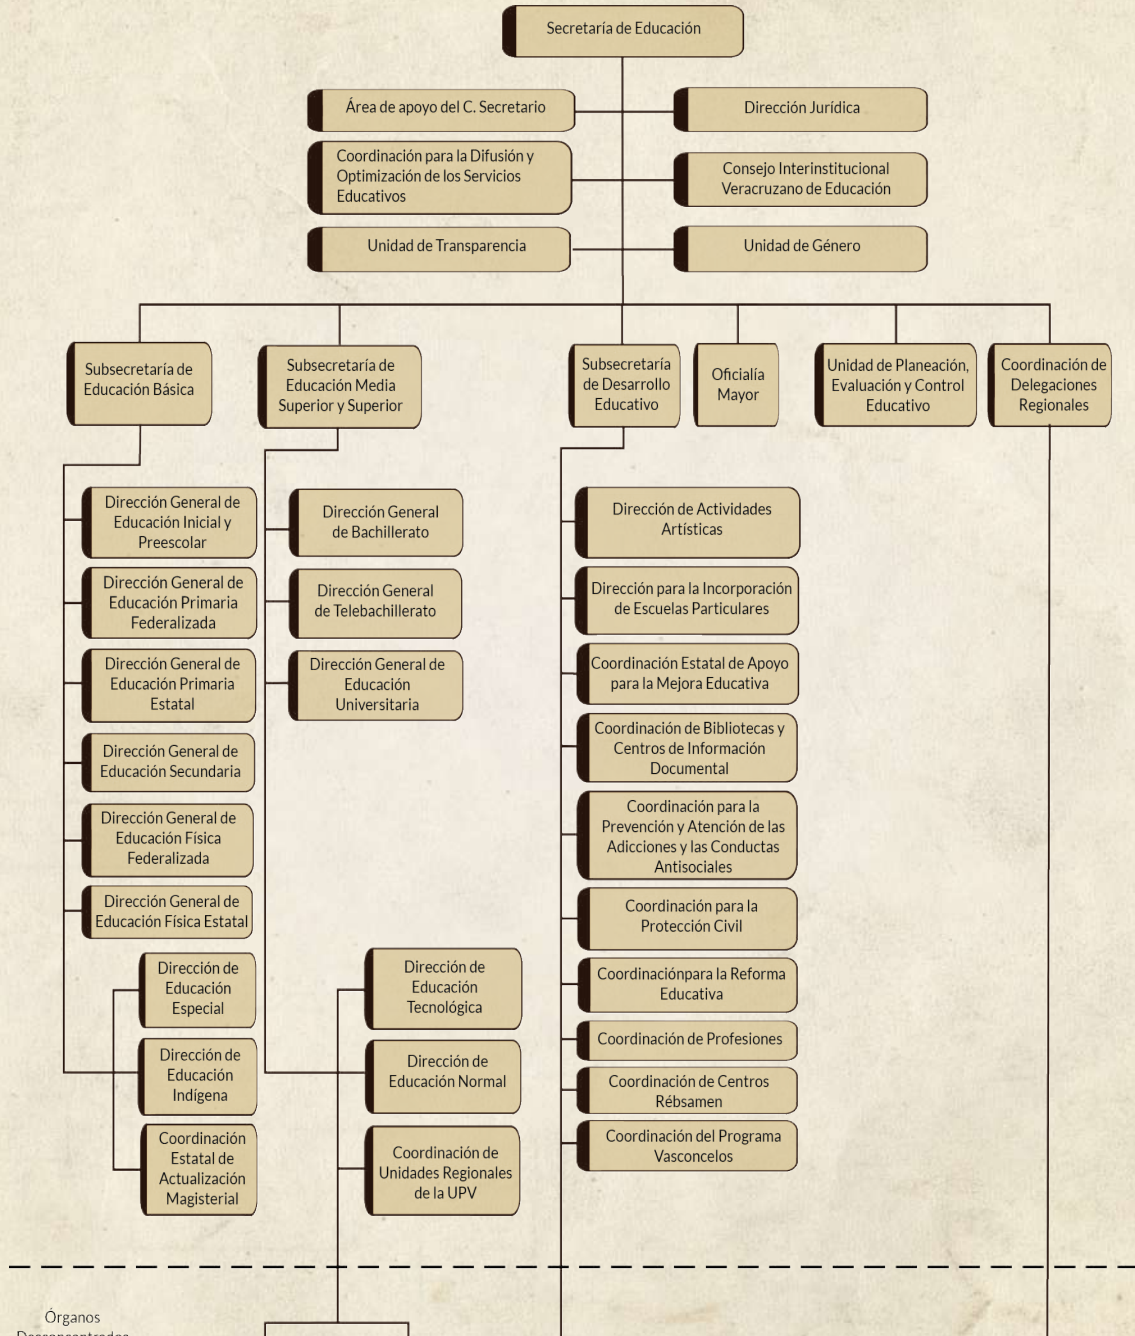 Secretaría de Educación
Área de apoyo del C. Secretario
Dirección Jurídica
Coordinación para la Difusión y
Optimización de los Servicios
Educativos
Consejo Interinstitucional
Veracruzano de Educación
Unidad de Transparencia
Unidad de Género
Subsecretaría de
Educación Básica
Subsecretaría de
Educación Media
Superior y Superior
Subsecretaría
de Desarrollo
Educativo
Oficialía
Mayor
Unidad de Planeación,
Evaluación y Control
Educativo
Coordinación de
Delegaciones
Regionales
Dirección General de
Educación Inicial y
Preescolar
Dirección General de
Educación Primaria
Federalizada
Dirección General de
Educación Primaria
Estatal
Dirección General de
Educación Secundaria
Dirección General de
Educación Física
Federalizada
Dirección General de
Educación Física Estatal
Dirección de
Educación
Especial
Dirección de
Educación
Indígena
Coordinación
Estatal de
Actualización
Magisterial
Dirección General
de Bachillerato
Dirección General
de Telebachillerato
Dirección General de
Educación
Universitaria
Dirección de
Educación
Tecnológica
Dirección de
Educación Normal
Coordinación de
Unidades Regionales
de la UPV
Dirección de Actividades
Artísticas
Dirección para la Incorporación
de Escuelas Particulares
Coordinación Estatal de Apoyo
para la Mejora Educativa
Coordinación de Bibliotecas y
Centros de Información
Documental
Coordinación para la
Prevención y Atención de las
Adicciones y las Conductas
Antisociales
Coordinación para la
Protección Civil
Coordinaciónpara la Reforma
Educativa
Coordinación de Profesiones
Coordinación de Centros
Rébsamen
Coordinación del Programa
Vasconcelos
Órganos